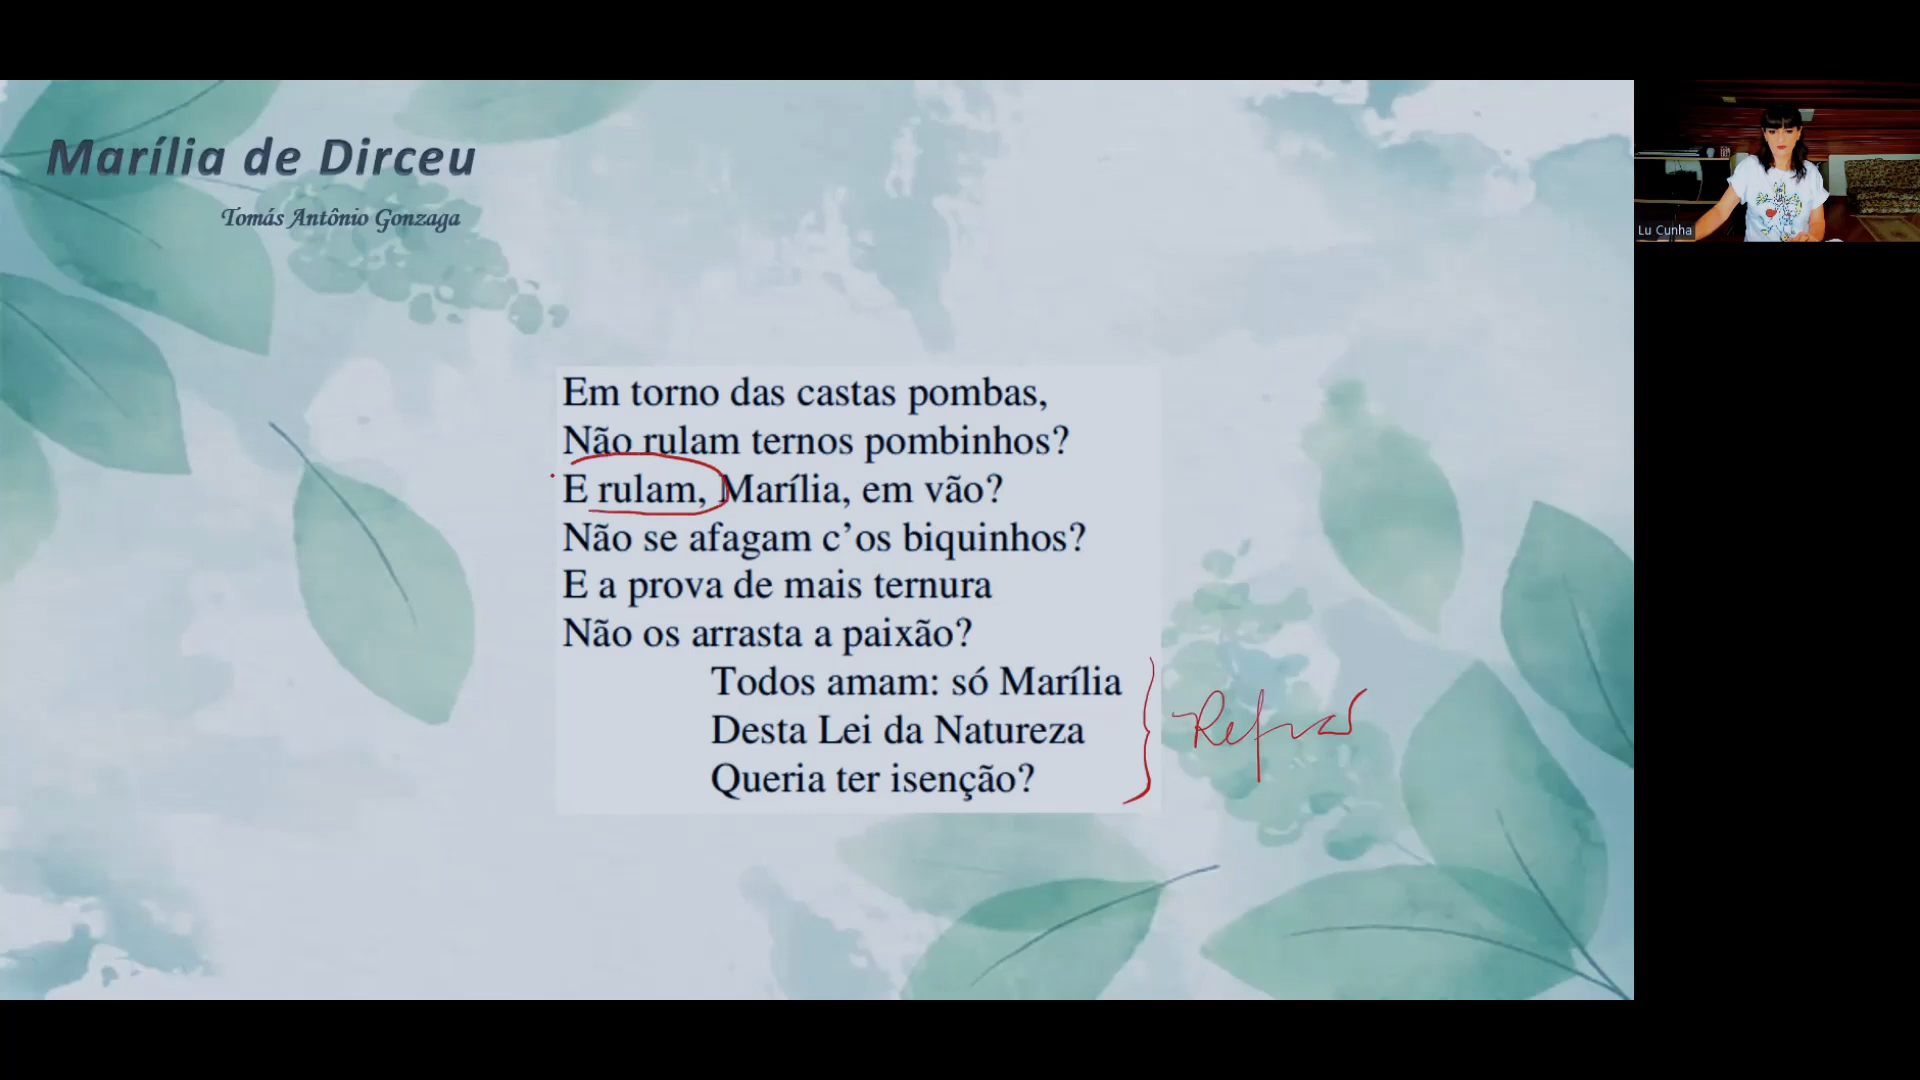 Marília de Dirceu
Tomás Antônio Gonzaga
Lu Cunha
Em torno das castas pombas,
Não rulam ternos pombinhos?
E rulam, Marília, em vão?
Não se afagam c’os biquinhos?
E a prova de mais ternura
Não os arrasta a paixão?
Todos amam: só Marília
Desta Lei da Natureza
Queria ter isenção?